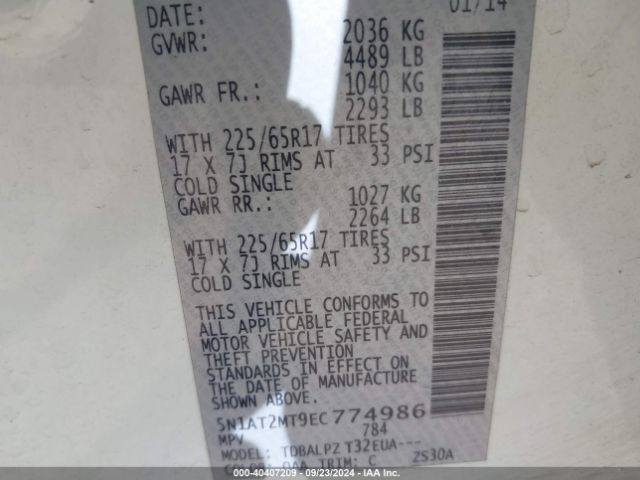 DATE: 01/14
GVWR: 2036 KG
4489 LB
GAWR FR.: 1040 KG
2293 LB
WITH 225/65R17 TIRES
17 X 7J RIMS AT 33 PSI
COLD SINGLE
GAWR RR.: 1027 KG
2264 LB
WITH 225/65R17 TIRES
17 X 7J RIMS AT 33 PSI
COLD SINGLE
THIS VEHICLE CONFORMS TO
ALL APPLICABLE FEDERAL
MOTOR VEHICLE SAFETY AND
THEFT PREVENTION
STANDARDS IN EFFECT ON
THE DATE OF MANUFACTURE
SHOWN ABOVE.
5N1AT2MT9EC774986
MPV 784
MODEL: TDBALPZ T32EUA---
COLOR: QAA TRIM: C ZS30A
© COPART - 40407209 - 09/23/2024 - IAA, Inc.